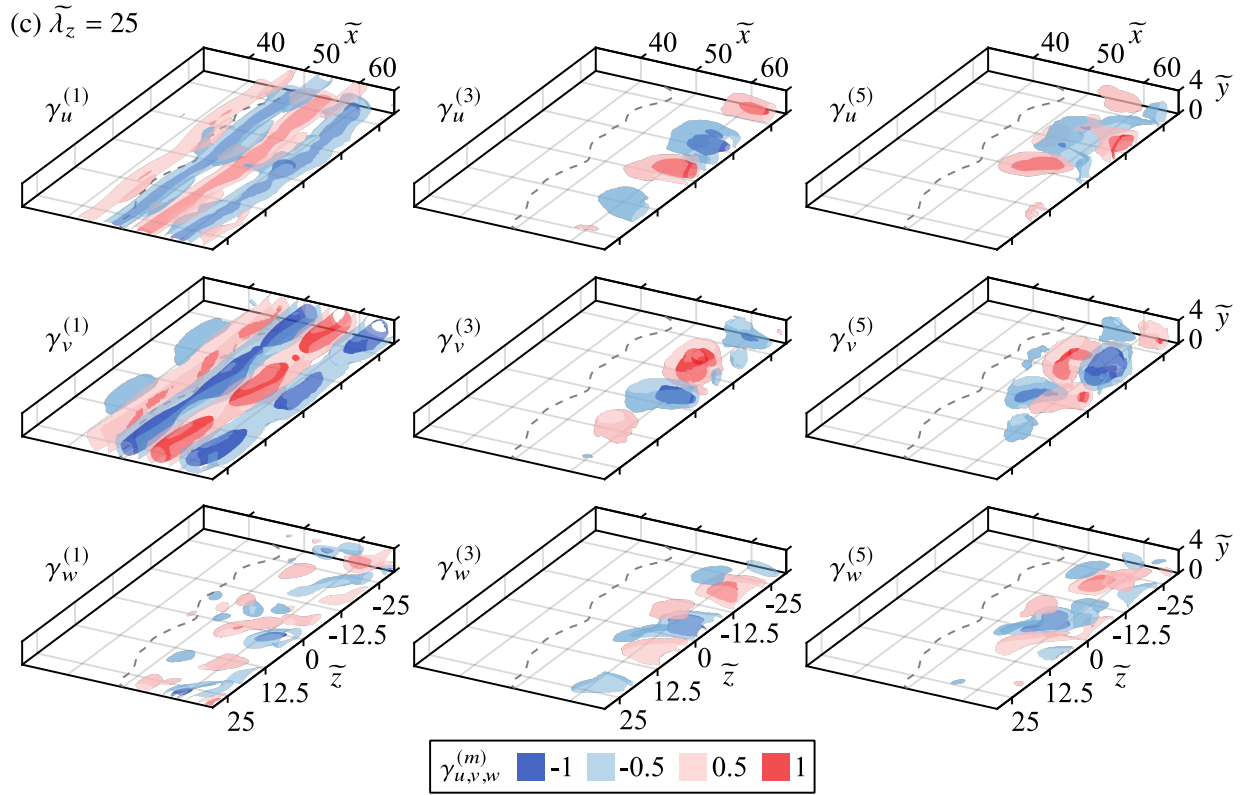 (c) λ̃_z = 25
40 50 60 x̃
40 50 60 x̃
40 50 60 x̃
γ_u^(1)
γ_u^(3)
γ_u^(5)
4 ỹ
0
γ_v^(1)
γ_v^(3)
γ_v^(5)
4 ỹ
0
γ_w^(1)
γ_w^(3)
γ_w^(5)
4 ỹ
0
25 12.5 0 -12.5 -25 z̃
25 12.5 0 -12.5 -25 z̃
25 12.5 0 -12.5 -25 z̃
γ_{u,v,w}^(m) -1 -0.5 0.5 1